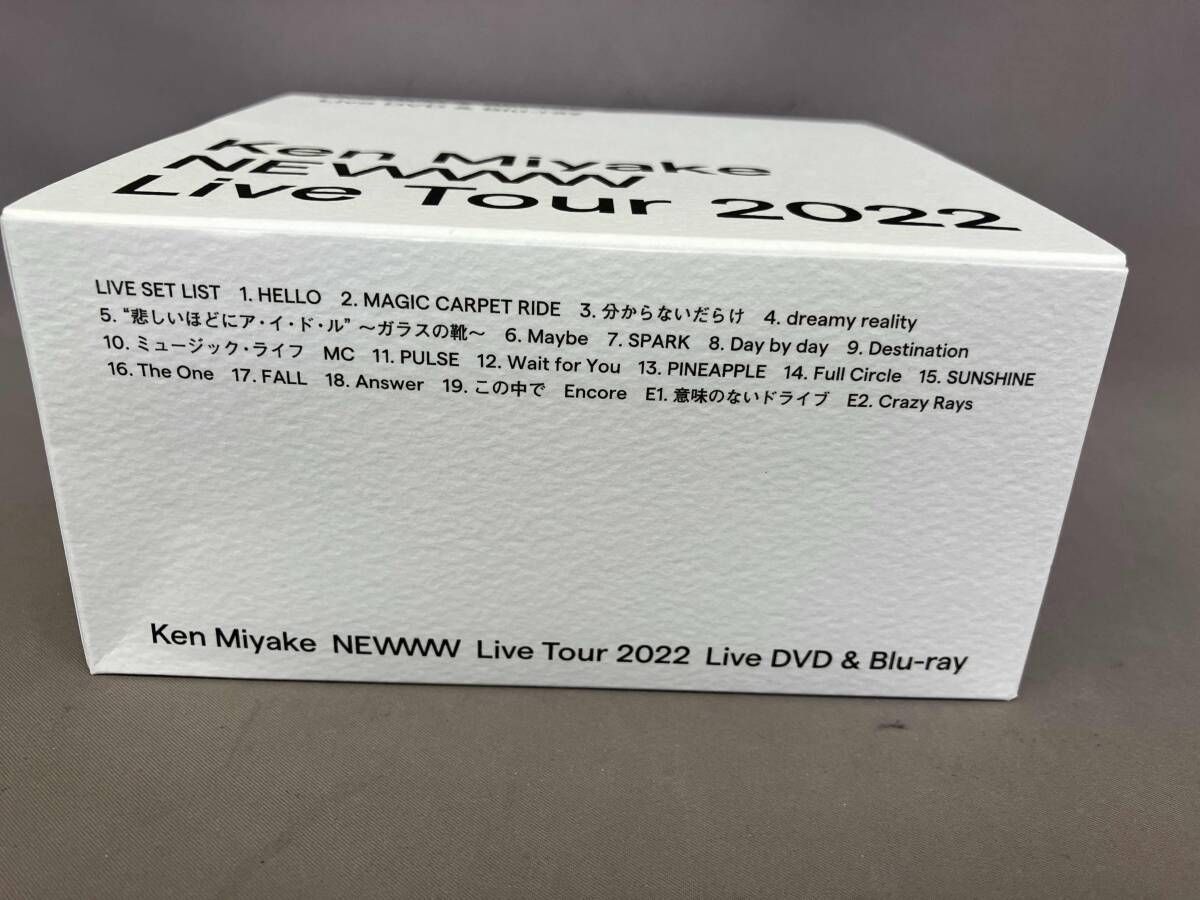 Live DVD & Blu-ray
Ken Miyake
NEWWW
Live Tour 2022
LIVE SET LIST 1. HELLO 2. MAGIC CARPET RIDE 3. 分からないだらけ 4. dreamy reality
5. “悲しいほどにア・イ・ド・ル” ～ガラスの靴～ 6. Maybe 7. SPARK 8. Day by day 9. Destination
10. ミュージック・ライフ MC 11. PULSE 12. Wait for You 13. PINEAPPLE 14. Full Circle 15. SUNSHINE
16. The One 17. FALL 18. Answer 19. この中で Encore E1. 意味のないドライブ E2. Crazy Rays
Ken Miyake NEWWW Live Tour 2022 Live DVD & Blu-ray